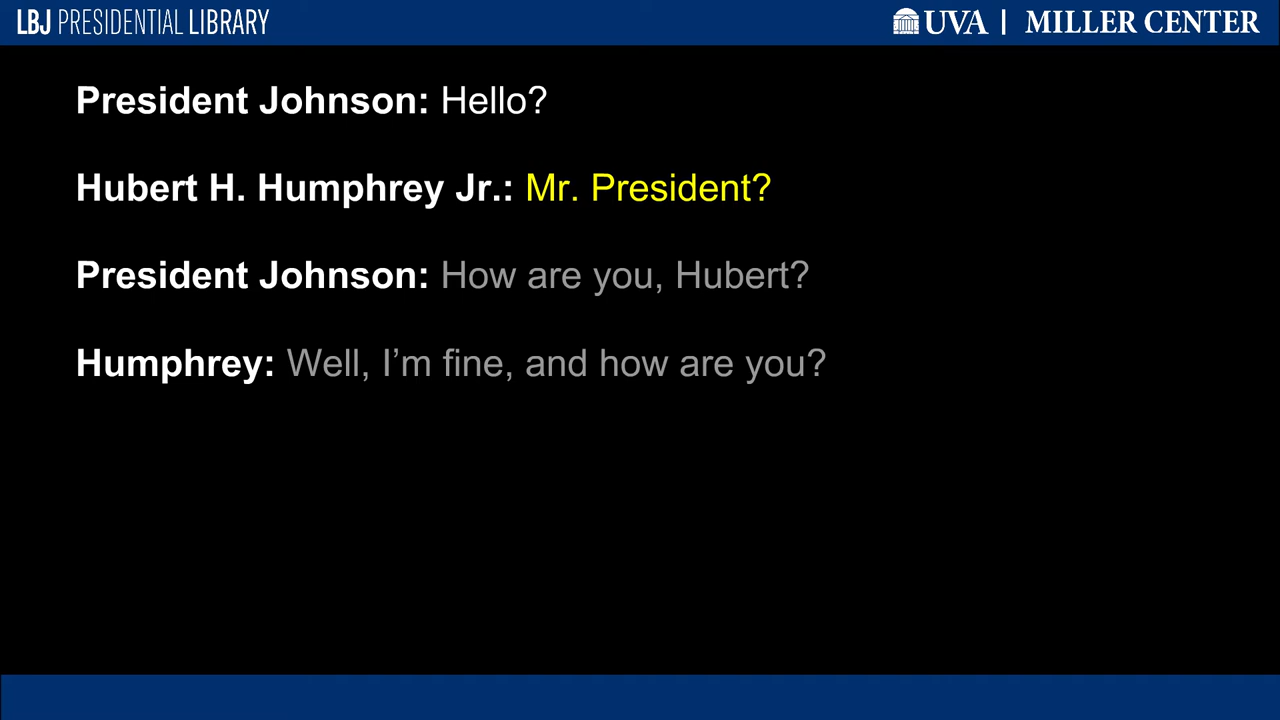 LBJ PRESIDENTIAL LIBRARY
UVA | MILLER CENTER
President Johnson: Hello?
Hubert H. Humphrey Jr.: Mr. President?
President Johnson: How are you, Hubert?
Humphrey: Well, I’m fine, and how are you?